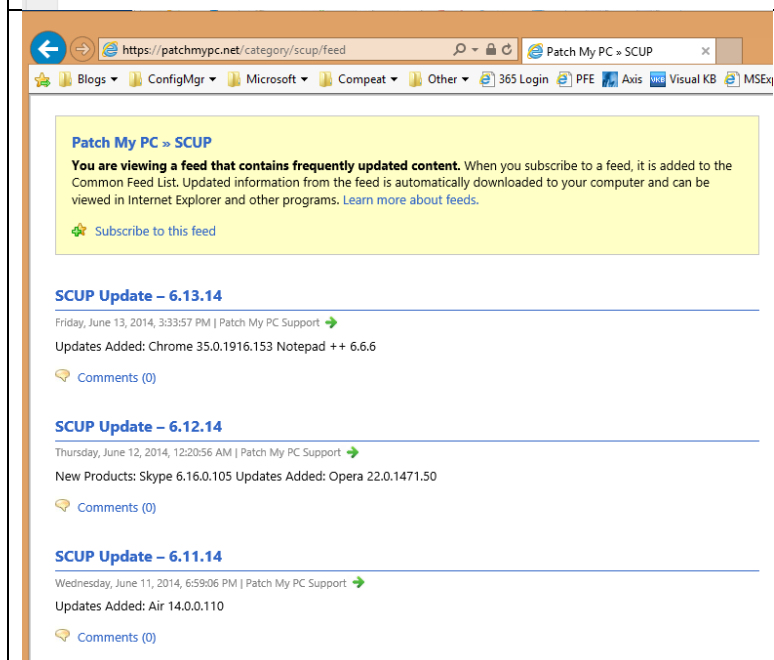 https://patchmypc.net/category/scup/feed
Patch My PC » SCUP
Blogs ConfigMgr Microsoft Compeat Other 365 Login PFE Axis VKB Visual KB MSExp
Patch My PC » SCUP
You are viewing a feed that contains frequently updated content. When you subscribe to a feed, it is added to the
Common Feed List. Updated information from the feed is automatically downloaded to your computer and can be
viewed in Internet Explorer and other programs. Learn more about feeds.
Subscribe to this feed
SCUP Update – 6.13.14
Friday, June 13, 2014, 3:33:57 PM | Patch My PC Support
Updates Added: Chrome 35.0.1916.153 Notepad ++ 6.6.6
Comments (0)
SCUP Update – 6.12.14
Thursday, June 12, 2014, 12:20:56 AM | Patch My PC Support
New Products: Skype 6.16.0.105 Updates Added: Opera 22.0.1471.50
Comments (0)
SCUP Update – 6.11.14
Wednesday, June 11, 2014, 6:59:06 PM | Patch My PC Support
Updates Added: Air 14.0.0.110
Comments (0)